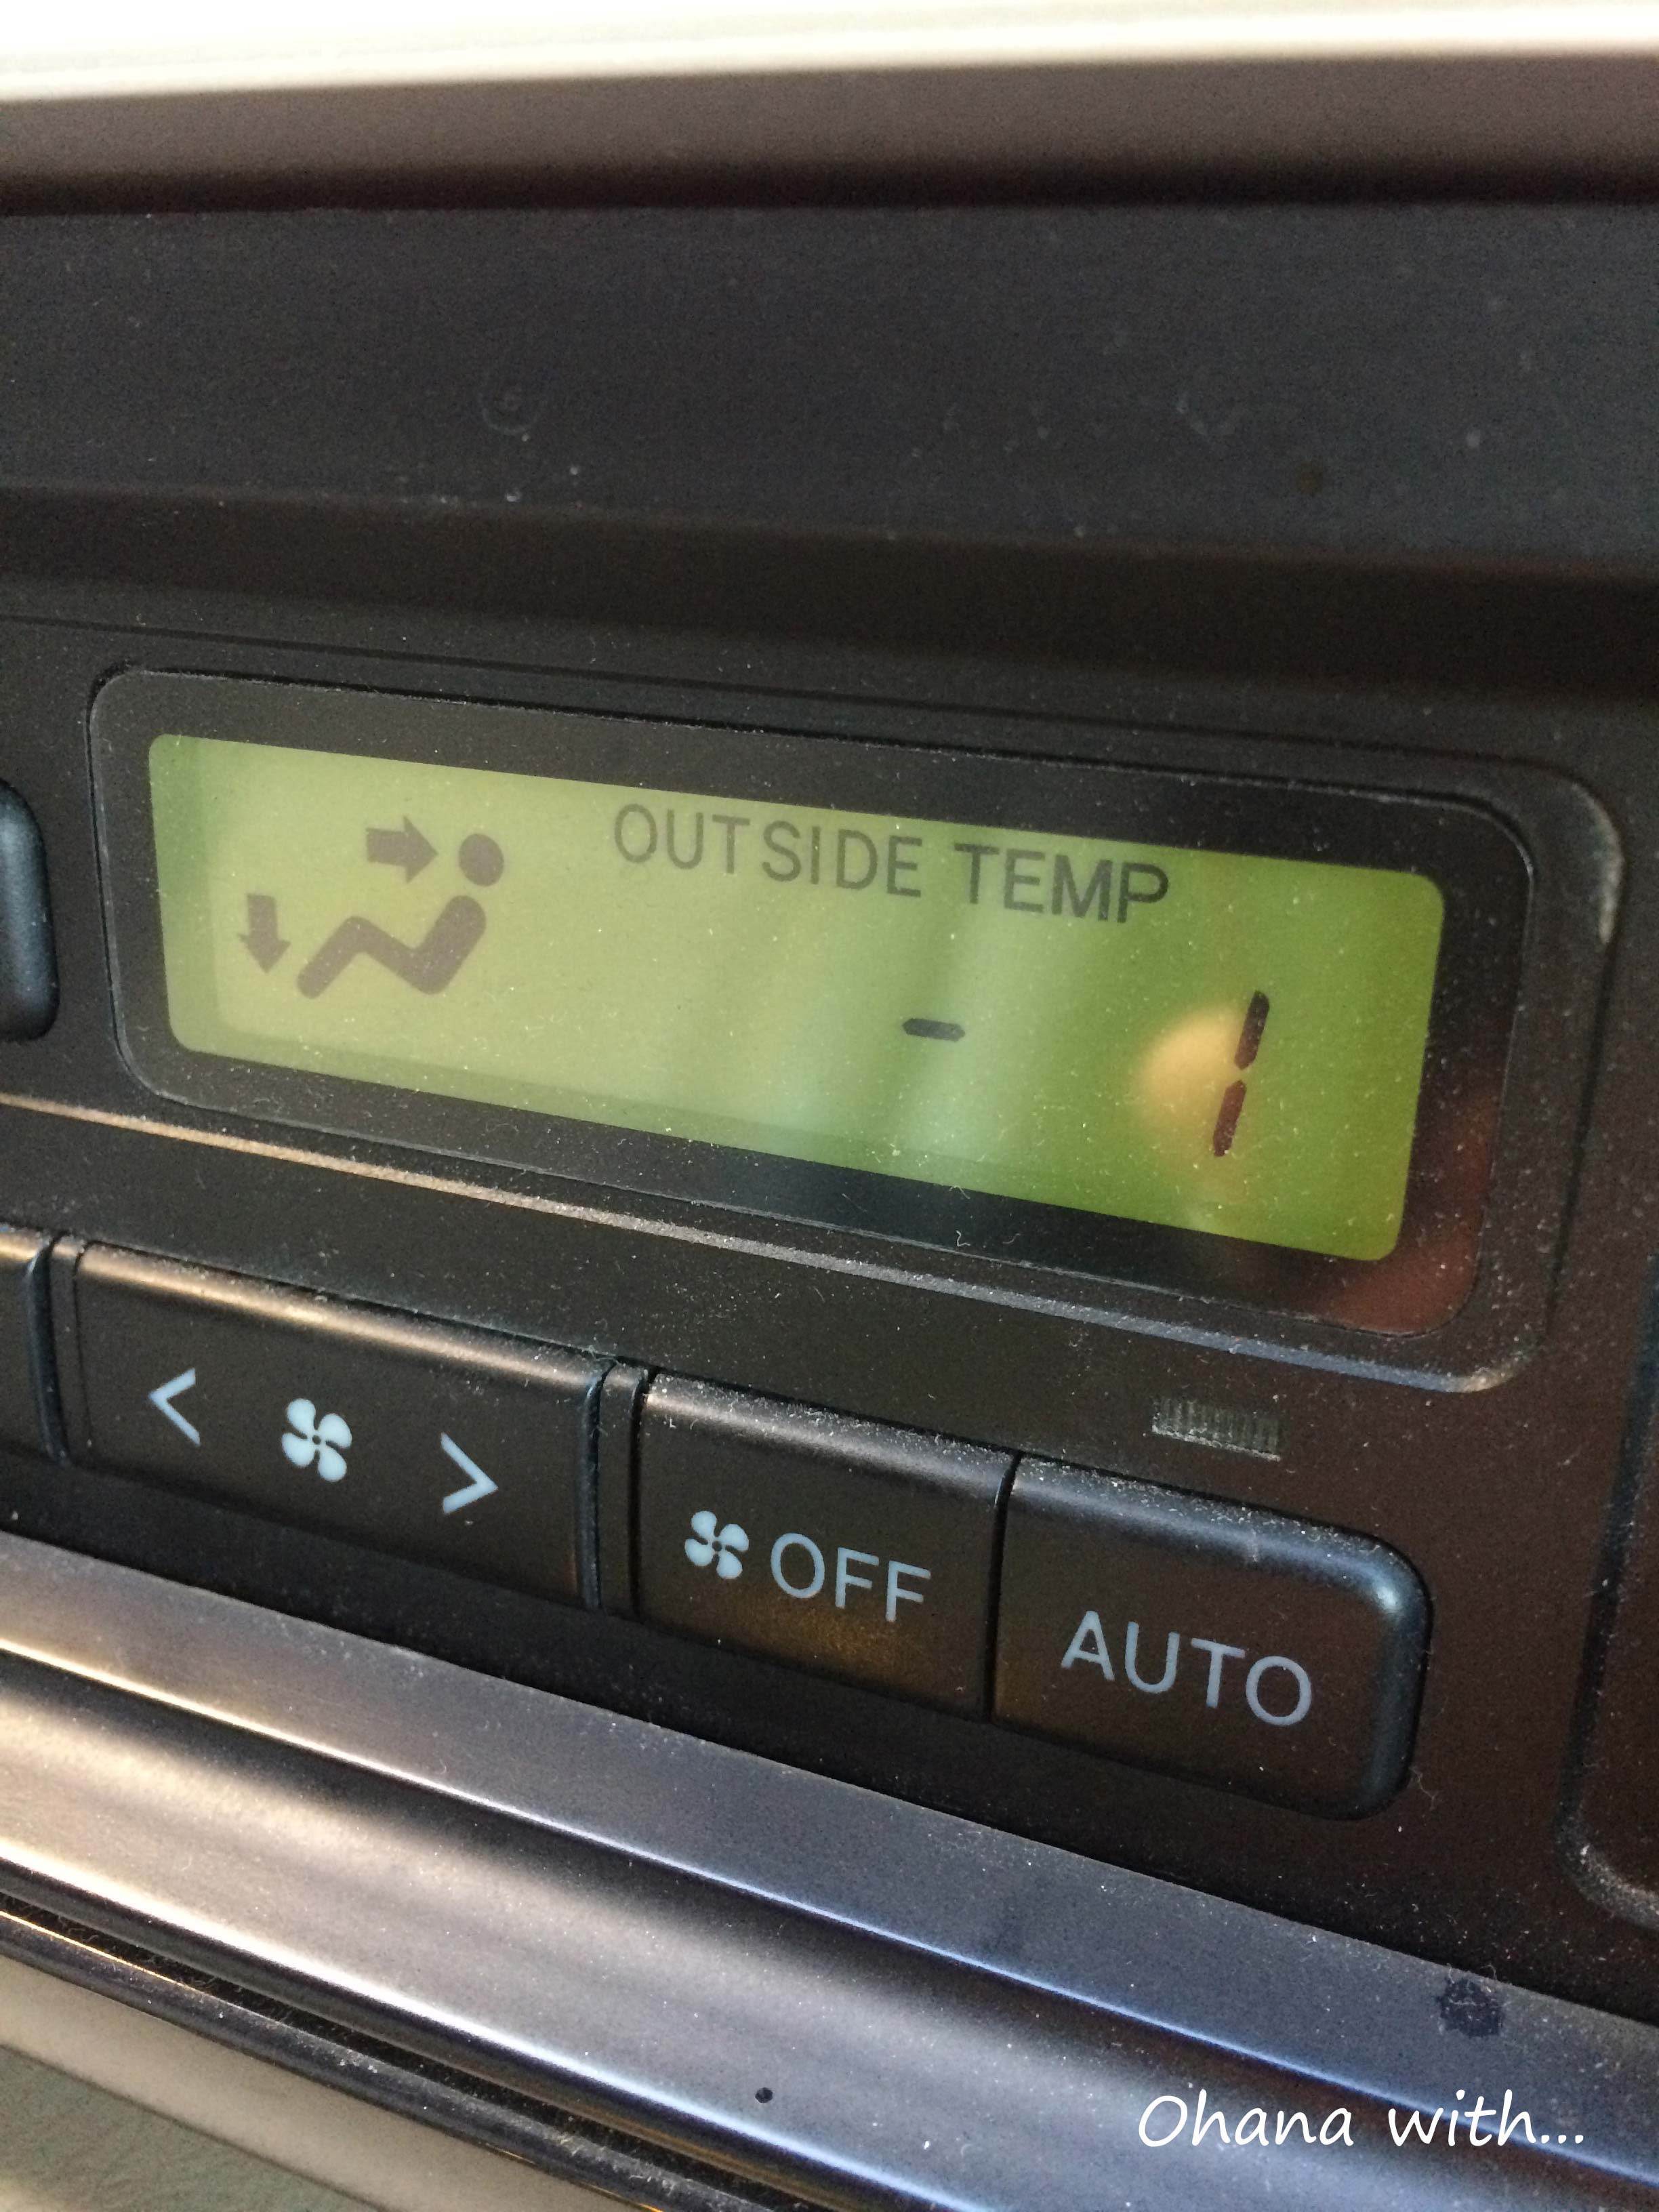 OUTSIDE TEMP
- 1
< >
OFF
AUTO
Ohana with...